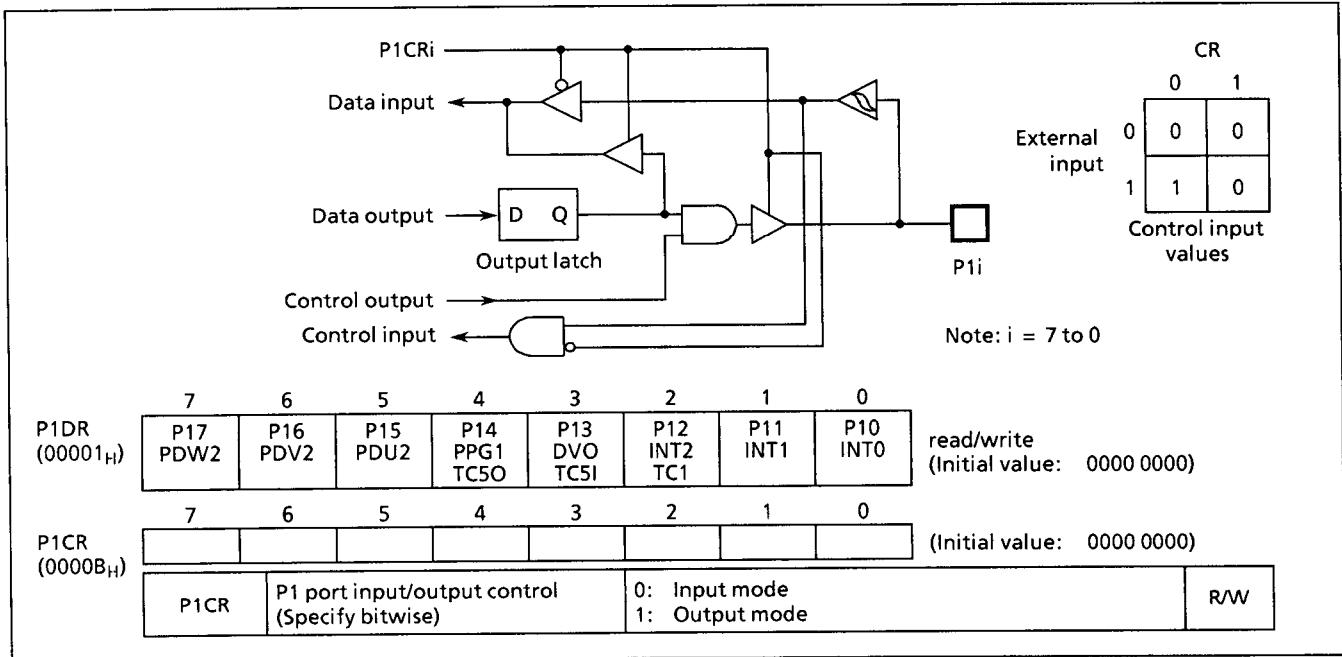 P1CRi
Data input
Data output
D Q
Output latch
Control output
Control input
P1i
CR
0 1
External input
0 0 0
1 1 0
Control input values
Note: i = 7 to 0
7 6 5 4 3 2 1 0
P1DR
(00001H)
P17 P16 P15 P14 P13 P12 P11 P10
PDW2 PDV2 PDU2 PPG1 DVO INT2 INT1 INT0
TC5O TC5I TC1
read/write
(Initial value: 0000 0000)
7 6 5 4 3 2 1 0
P1CR
(0000BH)
(Initial value: 0000 0000)
P1CR
P1 port input/output control
(Specify bitwise)
0: Input mode
1: Output mode
R/W